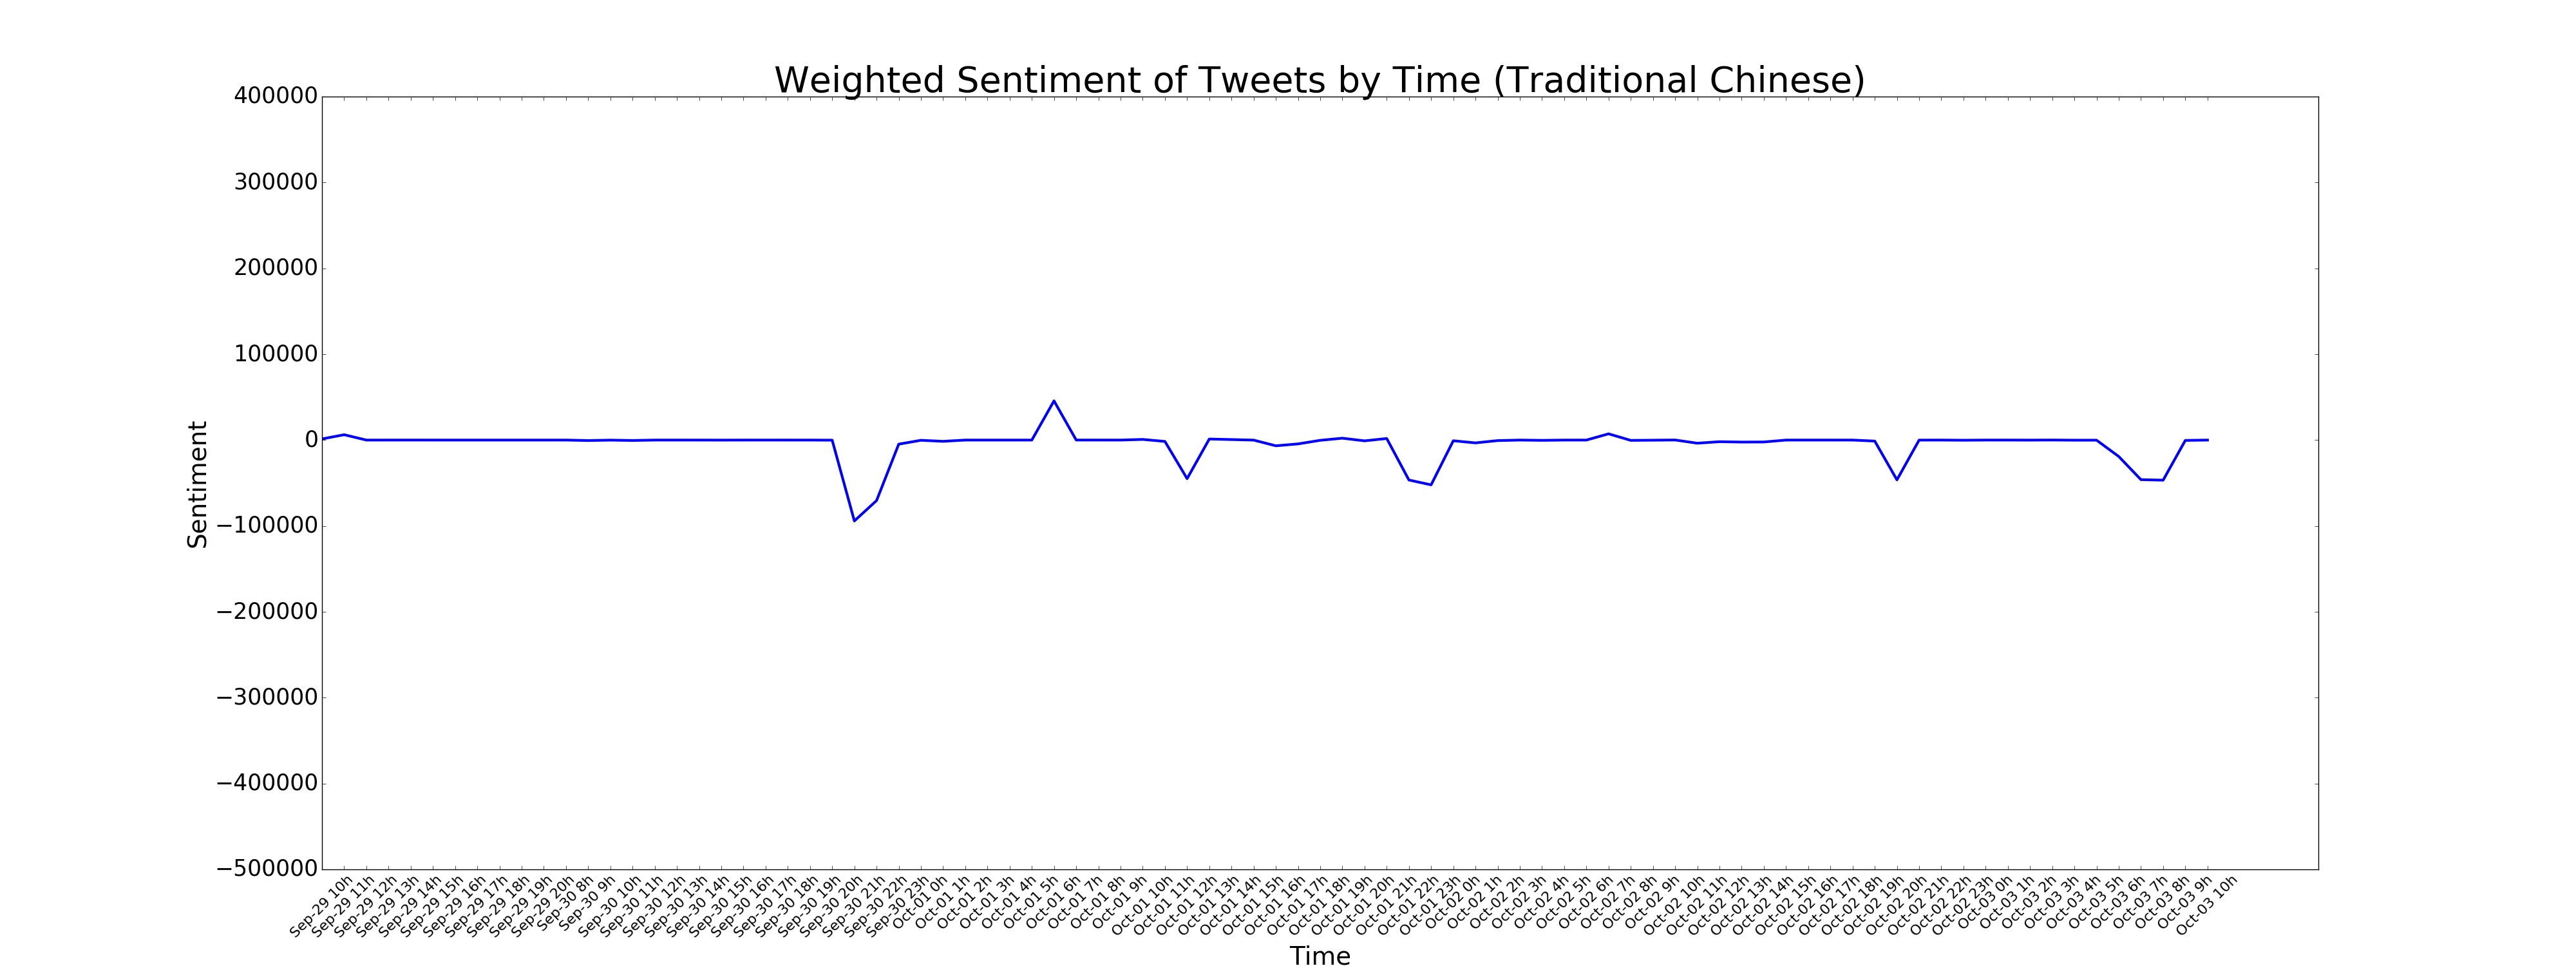 Weighted Sentiment of Tweets by Time (Traditional Chinese)
400000
300000
200000
100000
0
−100000
−200000
−300000
−400000
−500000
Sentiment
Sep-29 10h
Sep-29 11h
Sep-29 12h
Sep-29 13h
Sep-29 14h
Sep-29 15h
Sep-29 16h
Sep-29 17h
Sep-29 18h
Sep-29 19h
Sep-29 20h
Sep-30 8h
Sep-30 9h
Sep-30 10h
Sep-30 11h
Sep-30 12h
Sep-30 13h
Sep-30 14h
Sep-30 15h
Sep-30 16h
Sep-30 17h
Sep-30 18h
Sep-30 19h
Sep-30 20h
Sep-30 21h
Sep-30 22h
Sep-30 23h
Oct-01 0h
Oct-01 1h
Oct-01 2h
Oct-01 3h
Oct-01 4h
Oct-01 5h
Oct-01 6h
Oct-01 7h
Oct-01 8h
Oct-01 9h
Oct-01 10h
Oct-01 11h
Oct-01 12h
Oct-01 13h
Oct-01 14h
Oct-01 15h
Oct-01 16h
Oct-01 17h
Oct-01 18h
Oct-01 19h
Oct-01 20h
Oct-01 21h
Oct-01 22h
Oct-01 23h
Oct-02 0h
Oct-02 1h
Oct-02 2h
Oct-02 3h
Oct-02 4h
Oct-02 5h
Oct-02 6h
Oct-02 7h
Oct-02 8h
Oct-02 9h
Oct-02 10h
Oct-02 11h
Oct-02 12h
Oct-02 13h
Oct-02 14h
Oct-02 15h
Oct-02 16h
Oct-02 17h
Oct-02 18h
Oct-02 19h
Oct-02 20h
Oct-02 21h
Oct-02 22h
Oct-02 23h
Oct-03 0h
Oct-03 1h
Oct-03 2h
Oct-03 3h
Oct-03 4h
Oct-03 5h
Oct-03 6h
Oct-03 7h
Oct-03 8h
Oct-03 9h
Oct-03 10h
Time